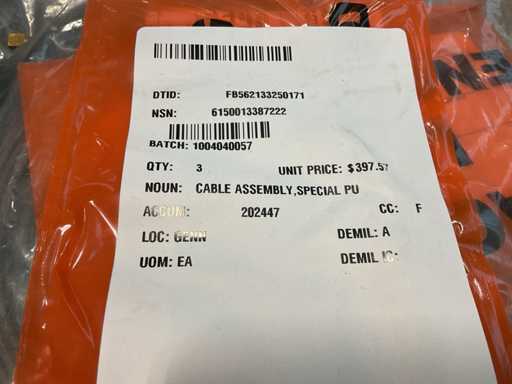 DTID: FB562133250171
NSN: 6150013387222
BATCH: 1004040057
QTY: 3 UNIT PRICE: $397.57
NOUN: CABLE ASSEMBLY,SPECIAL PU
ACCUM: 202447 CC: F
LOC: GENN DEMIL: A
UOM: EA DEMIL IC: